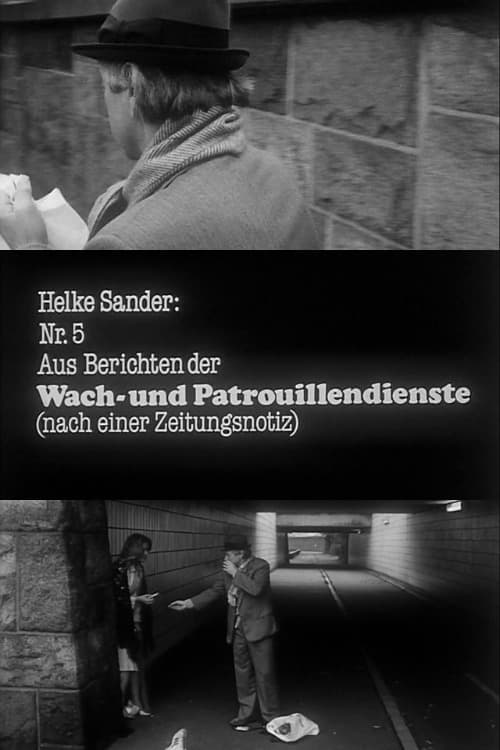 Helke Sander:
Nr. 5
Aus Berichten der
Wach- und Patrouillendienste
(nach einer Zeitungsnotiz)